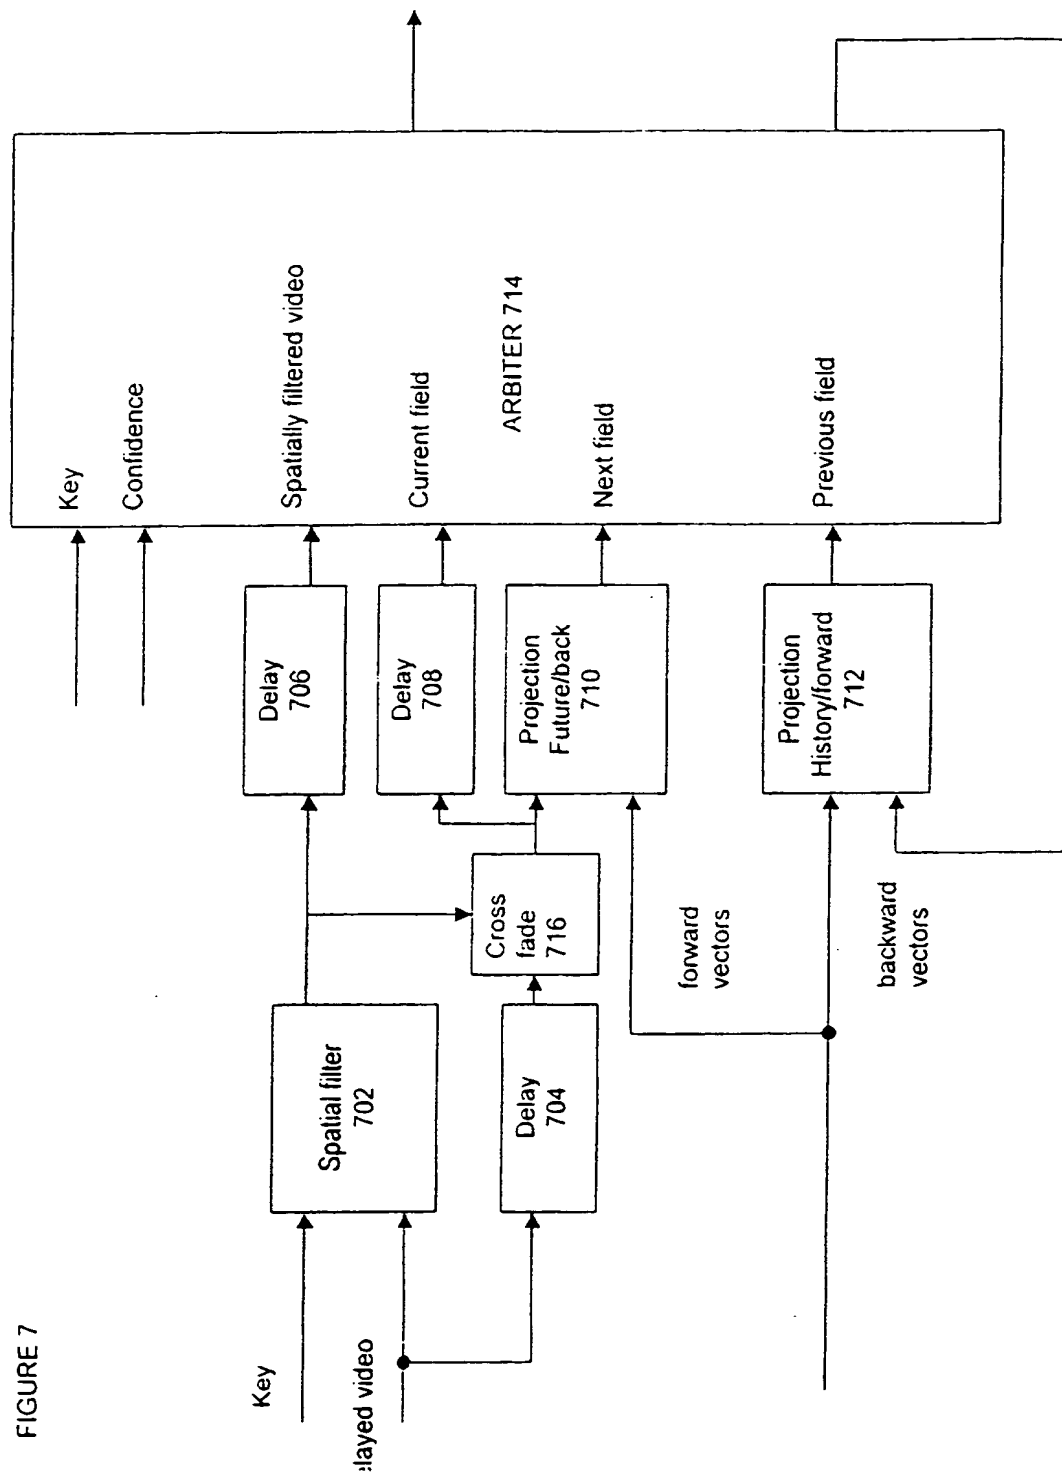 FIGURE 7
Key
elayed video
Spatial filter
702
Delay
704
Cross
fade
716
forward
vectors
backward
vectors
Delay
706
Delay
708
Projection
Future/back
710
Projection
History/forward
712
Key
Confidence
Spatially filtered video
Current field
ARBITER 714
Next field
Previous field